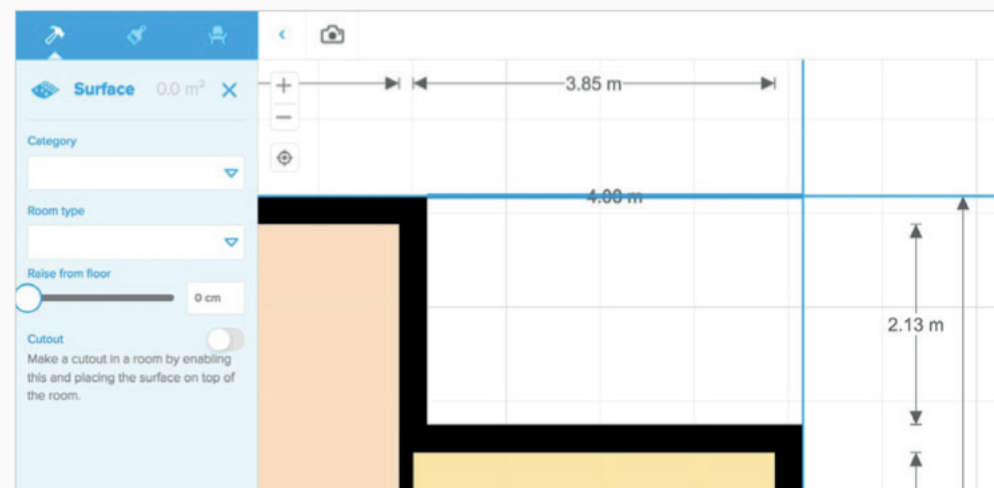 Surface 0.0 m²
Category
Room type
Raise from floor
0 cm
Cutout
Make a cutout in a room by enabling
this and placing the surface on top of
the room.
3.85 m
4.00 m
2.13 m